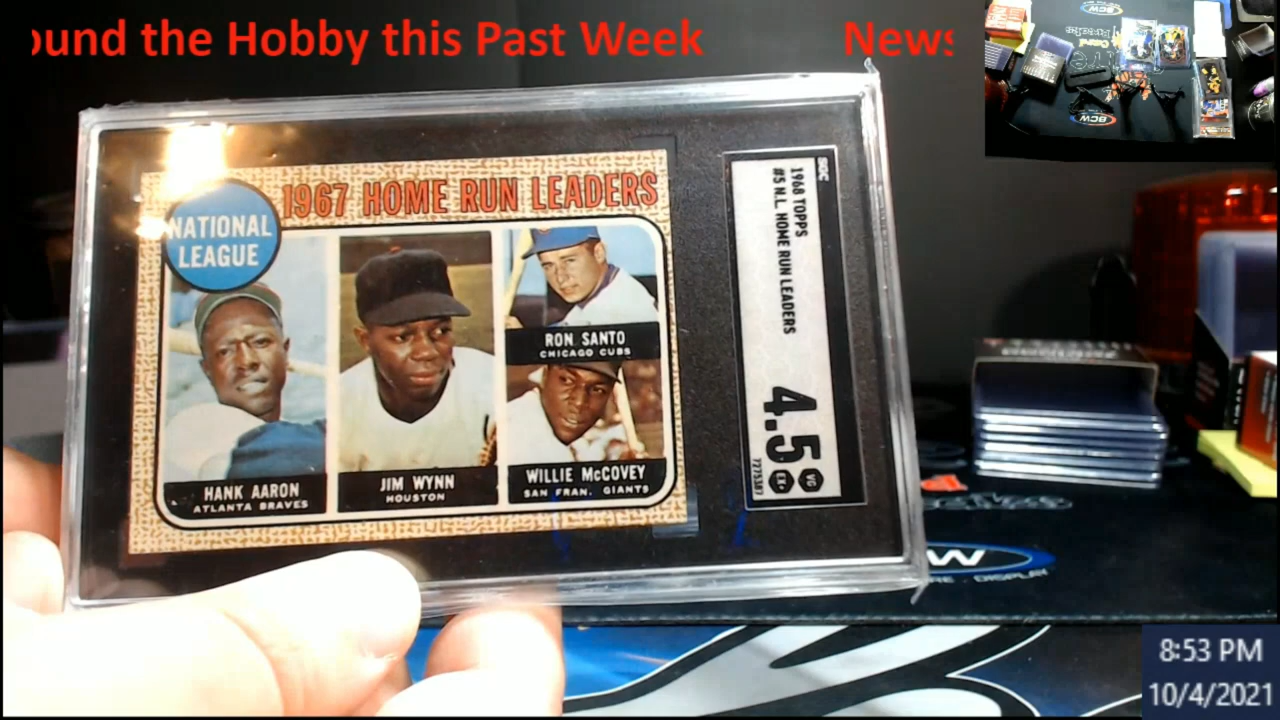 ound the Hobby this Past Week
News
NATIONAL
LEAGUE
1967 HOME RUN LEADERS
HANK AARON
ATLANTA BRAVES
JIM WYNN
HOUSTON
RON SANTO
CHICAGO CUBS
WILLIE McCOVEY
SAN FRAN. GIANTS
SGC
1968 TOPPS
#5 N.L. HOME RUN LEADERS
4.5
VG
EX+
BCW
8:53 PM
10/4/2021